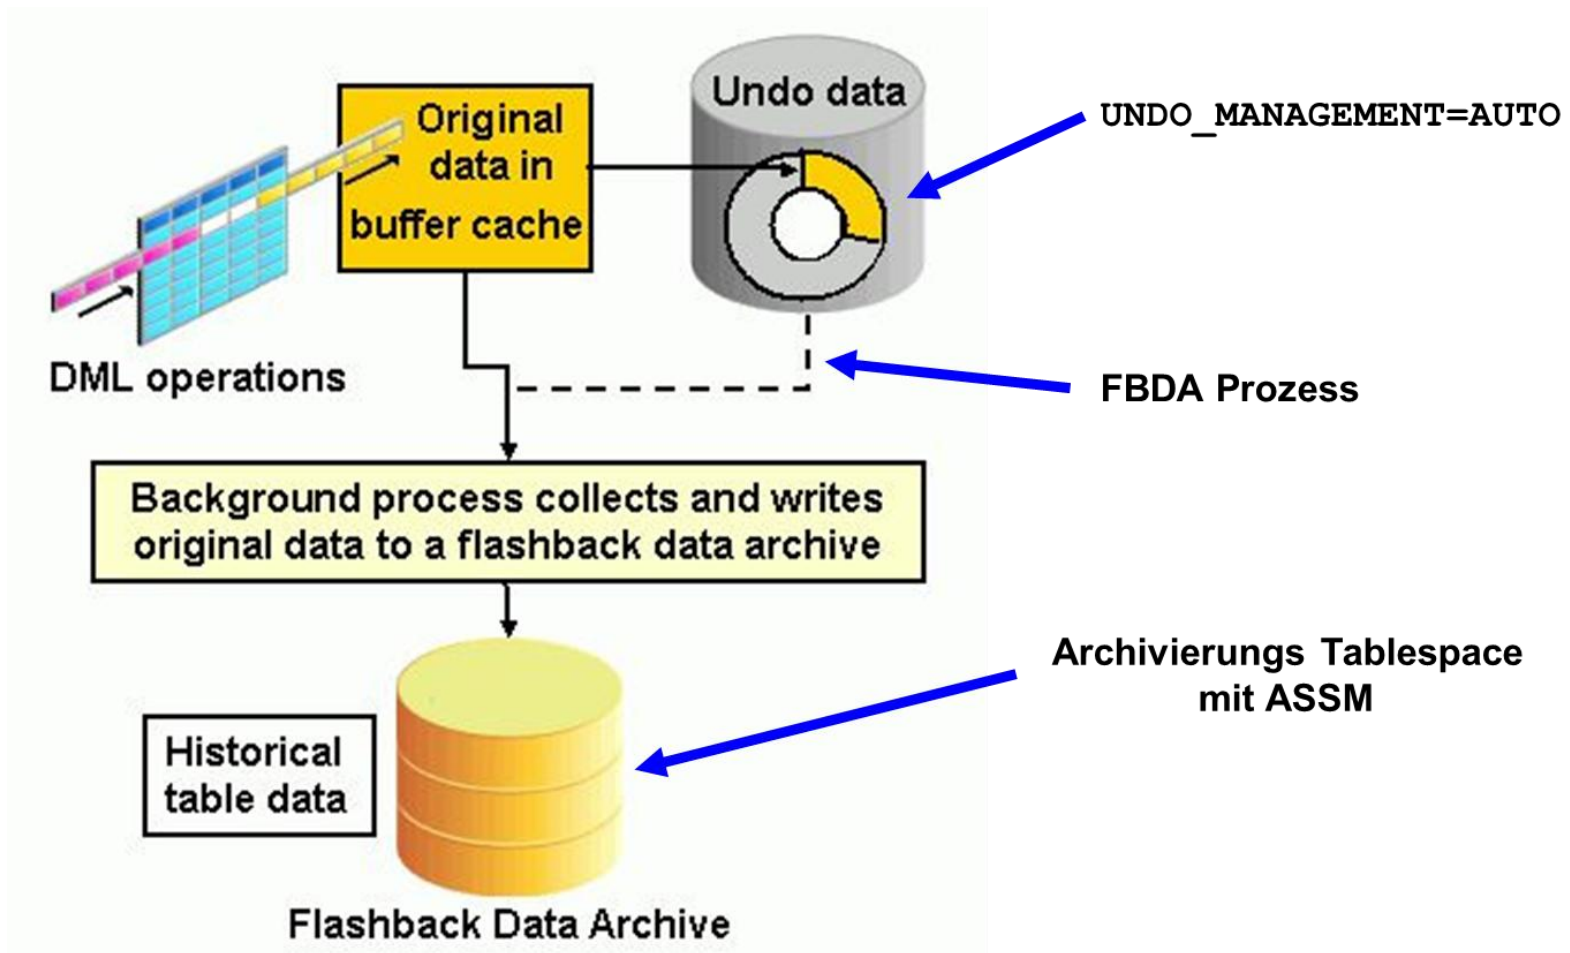 Original
data in
buffer cache
Undo data
UNDO_MANAGEMENT=AUTO
DML operations
FBDA Prozess
Background process collects and writes
original data to a flashback data archive
Archivierungs Tablespace
mit ASSM
Historical
table data
Flashback Data Archive